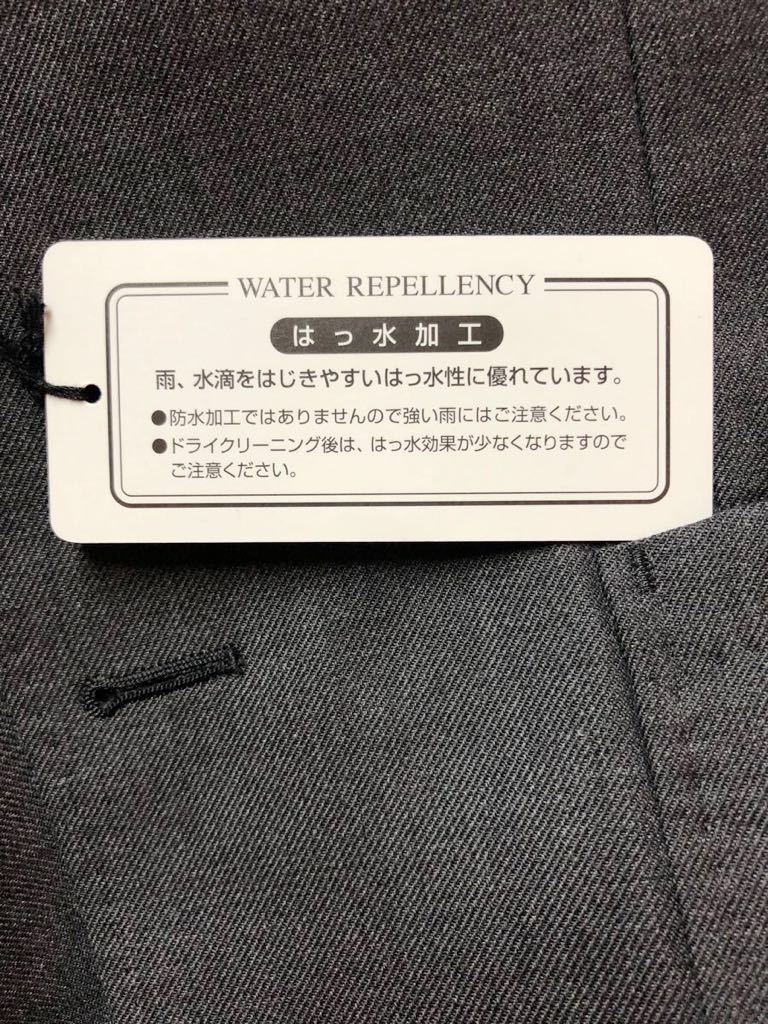 WATER REPELLENCY
はっ水加工
雨、水滴をはじきやすいはっ水性に優れています。
●防水加工ではありませんので強い雨にはご注意ください。
●ドライクリーニング後は、はっ水効果が少なくなりますので
ご注意ください。